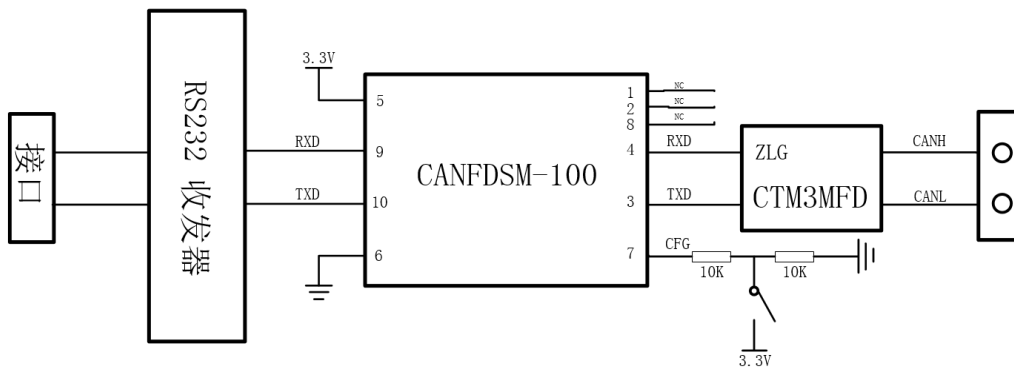 接口
RS232 收发器
3.3V
5
RXD
9
TXD
10
6
CANFDSM-100
1
NC
2
NC
8
NC
4
RXD
3
TXD
7
CFG
10K
10K
3.3V
ZLG
CTM3MFD
CANH
CANL